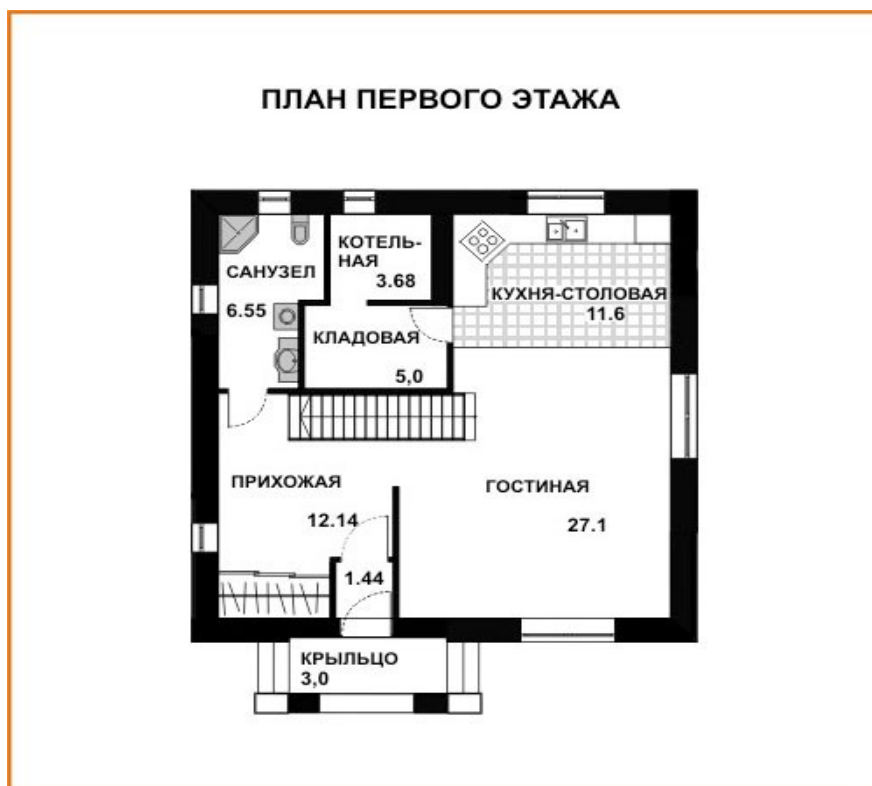 ПЛАН ПЕРВОГО ЭТАЖА
КОТЕЛЬ-
НАЯ
3.68
САНУЗЕЛ
6.55
КУХНЯ-СТОЛОВАЯ
11.6
КЛАДОВАЯ
5,0
ПРИХОЖАЯ
12.14
ГОСТИНАЯ
27.1
1.44
КРЫЛЬЦО
3,0